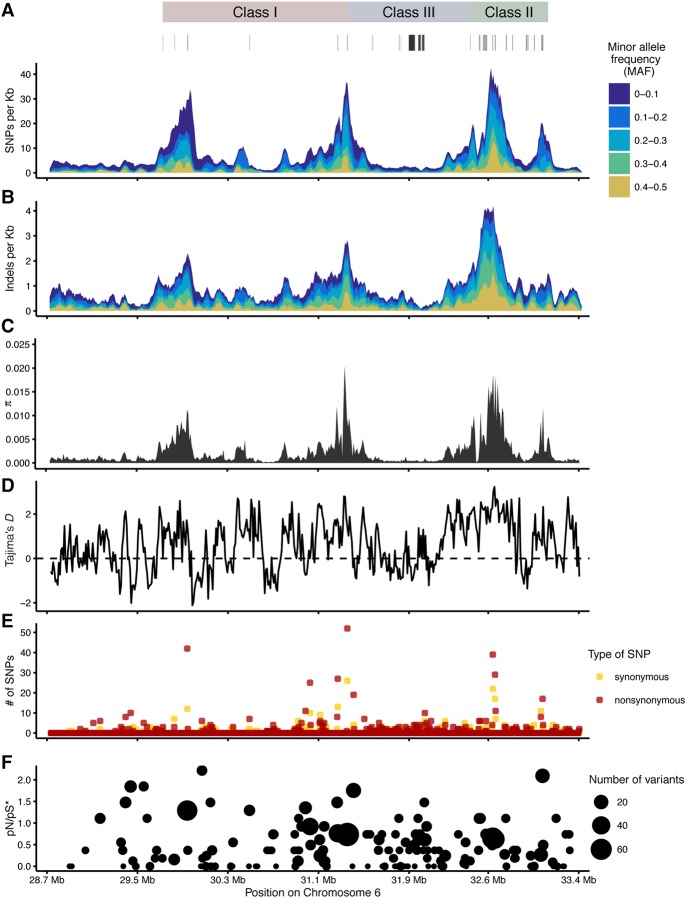 A
Class I
Class III
Class II
Minor allele
frequency
(MAF)
0–0.1
0.1–0.2
0.2–0.3
0.3–0.4
0.4–0.5
SNPs per Kb
40
30
20
10
0
B
Indels per Kb
4
3
2
1
0
C
π
0.025
0.020
0.015
0.010
0.005
0.000
D
Tajima's D
2
0
−2
E
# of SNPs
50
40
30
20
10
0
Type of SNP
synonymous
nonsynonymous
F
pN/pS*
2.0
1.5
1.0
0.5
0.0
Number of variants
20
40
60
28.7 Mb
29.5 Mb
30.3 Mb
31.1 Mb
31.9 Mb
32.6 Mb
33.4 Mb
Position on Chromosome 6